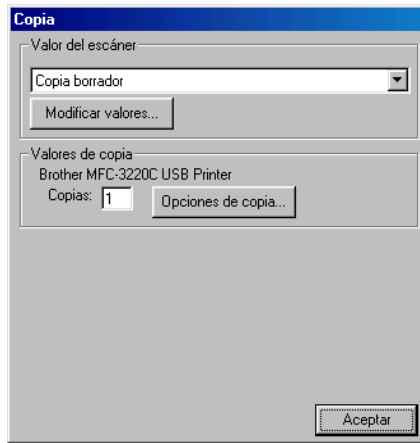 Copia
Valor del escáner
Copia borrador
Modificar valores...
Valores de copia
Brother MFC-3220C USB Printer
Copias: 1 Opciones de copia...
Aceptar